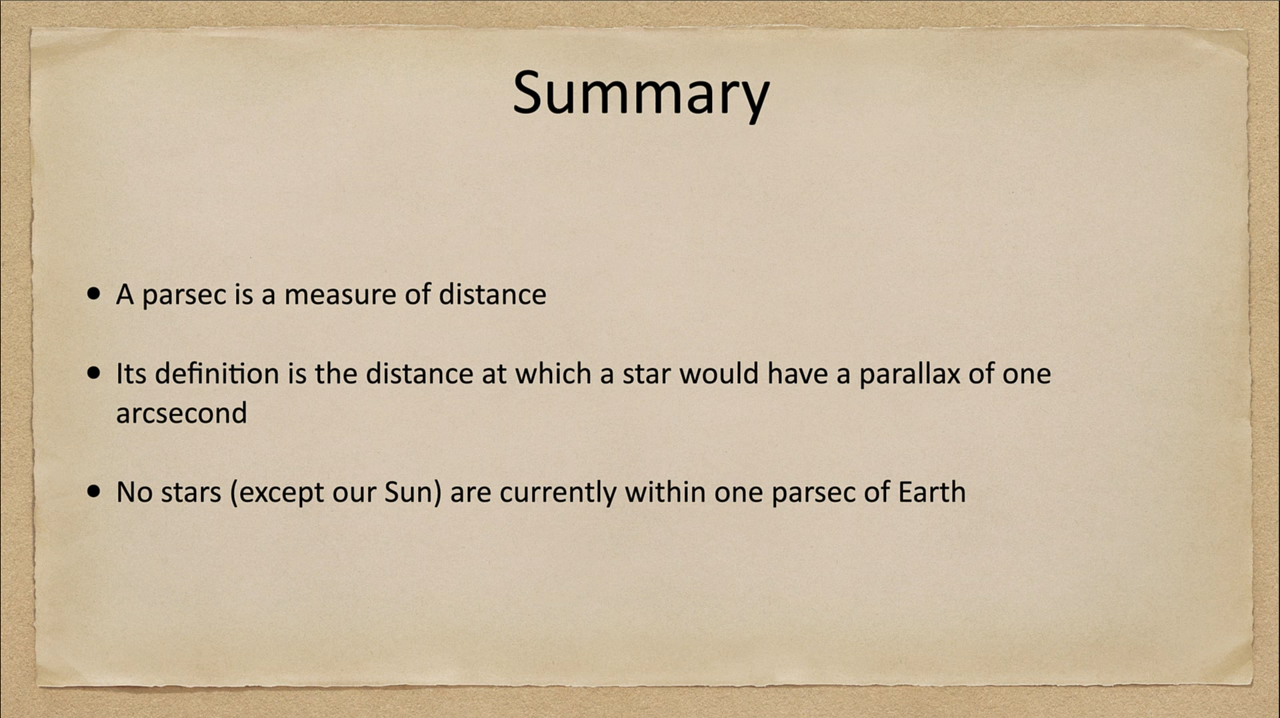 Summary
• A parsec is a measure of distance
• Its definition is the distance at which a star would have a parallax of one
arcsecond
• No stars (except our Sun) are currently within one parsec of Earth